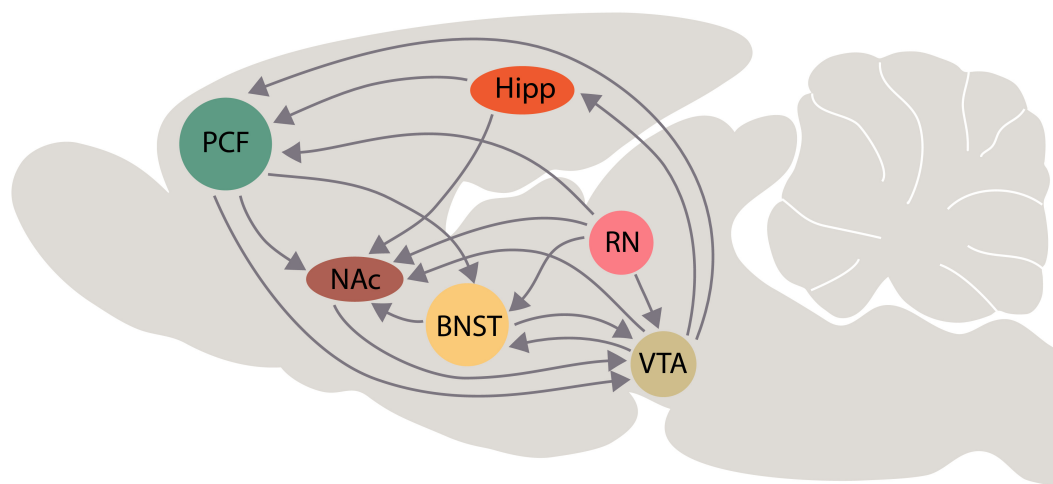 Hipp
PCF
RN
NAc
BNST
VTA